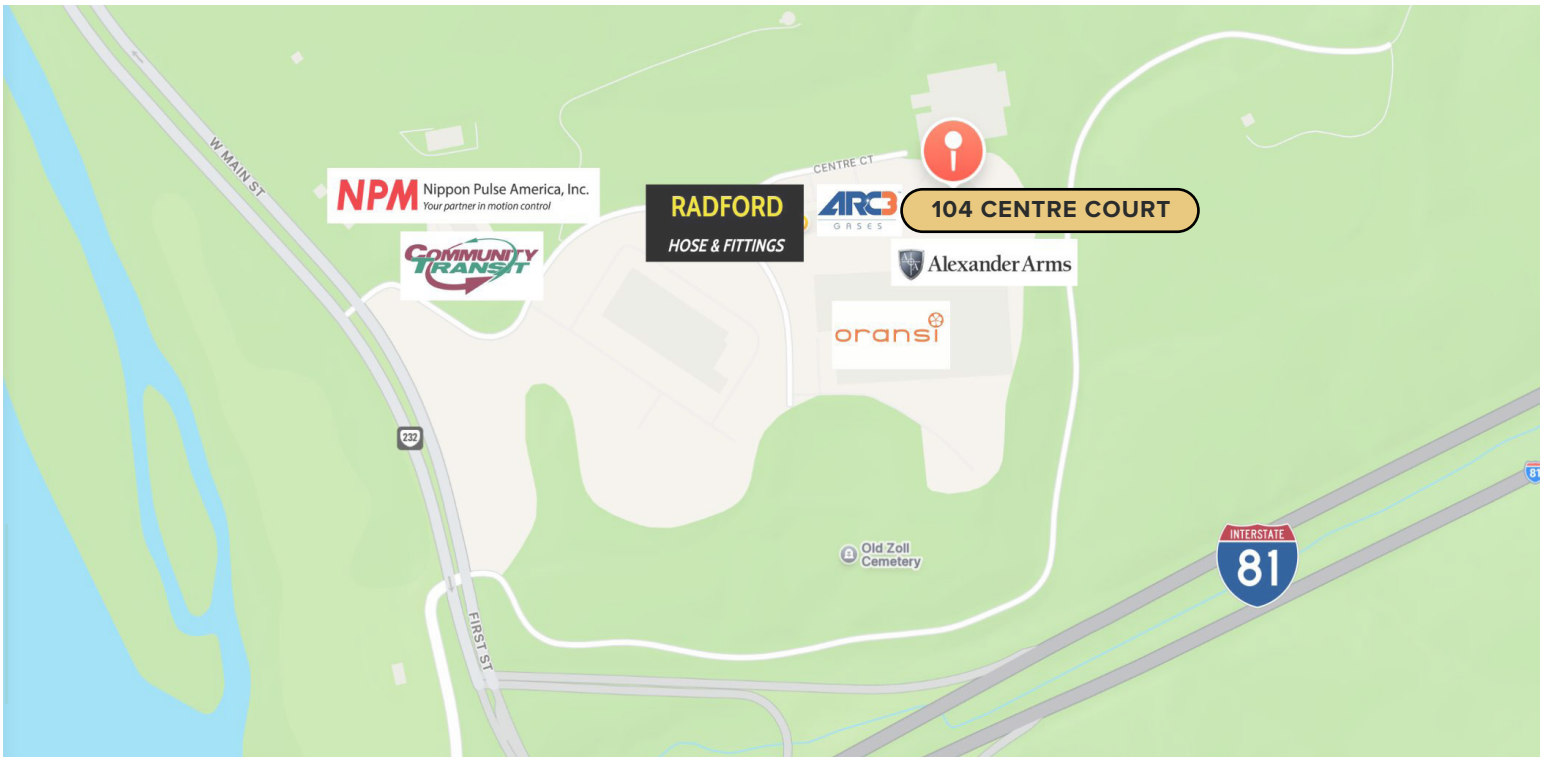 W MAIN ST
CENTRE CT
NPM Nippon Pulse America, Inc.
Your partner in motion control
RADFORD
HOSE & FITTINGS
ARC3
GASES
104 CENTRE COURT
COMMUNITY
TRANSIT
Alexander Arms
oransi
232
81
Old Zoll
Cemetery
INTERSTATE
81
FIRST ST